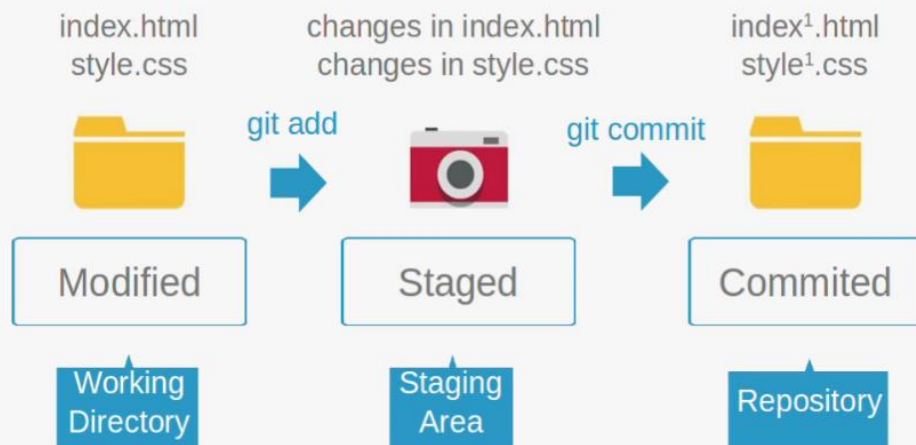 index.html
style.css
changes in index.html
changes in style.css
index¹.html
style¹.css
git add
git commit
Modified
Staged
Commited
Working
Directory
Staging
Area
Repository